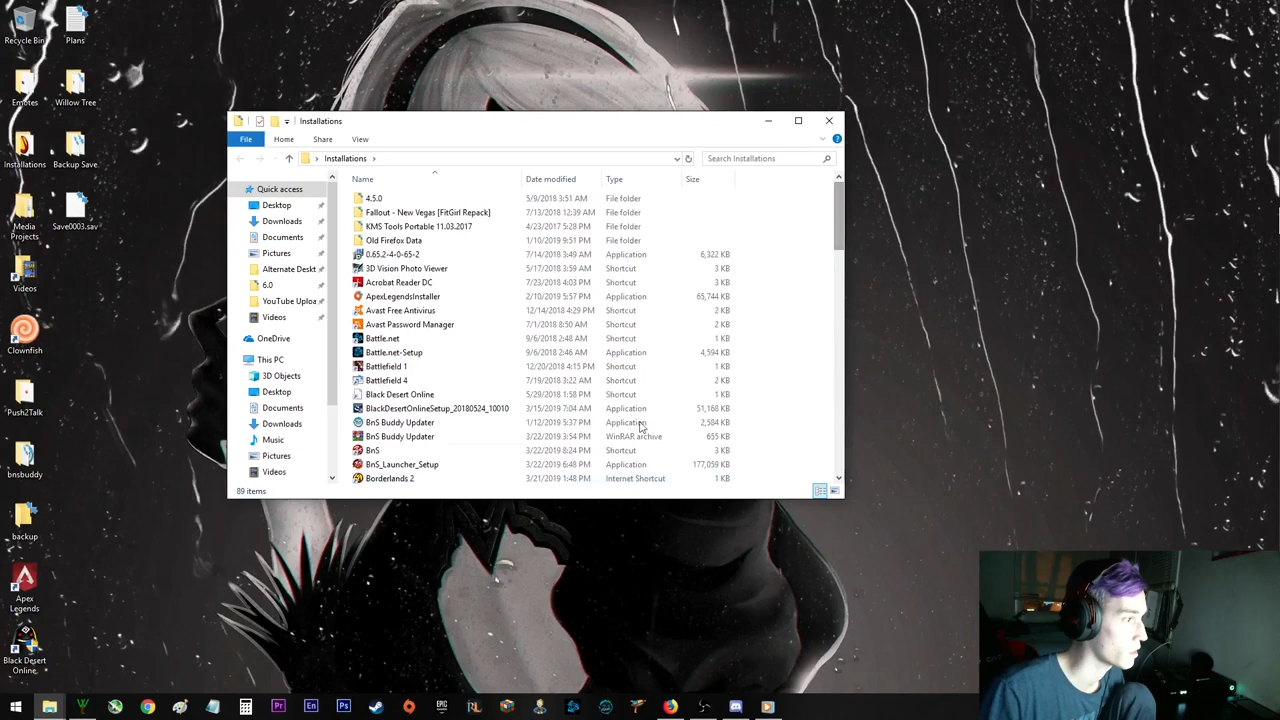 Recycle Bin
Plans
Emotes
Willow Tree
Installations
Backup Save
Media
Projects
Save0003.sav
Videos
Clownfish
Push2Talk
bnsbuddy
backup
Apex
Legends
Black Desert
Online
Installations
File
Home
Share
View
Installations
Search Installations
Name
Date modified
Type
Size
Quick access
Desktop
Downloads
Documents
Pictures
Alternate Deskt
6.0
YouTube Uploa
Videos
OneDrive
This PC
3D Objects
Desktop
Documents
Downloads
Music
Pictures
Videos
4.5.0 5/9/2018 3:51 AM File folder
Fallout - New Vegas [FitGirl Repack] 7/13/2018 12:39 AM File folder
KMS Tools Portable 11.03.2017 4/23/2017 5:28 PM File folder
Old Firefox Data 1/10/2019 9:51 PM File folder
0.65.2-4-0-65-2 7/14/2018 3:49 AM Application 6,322 KB
3D Vision Photo Viewer 5/17/2018 3:59 AM Shortcut 3 KB
Acrobat Reader DC 7/23/2018 4:03 PM Shortcut 3 KB
ApexLegendsInstaller 2/10/2019 5:57 PM Application 65,744 KB
Avast Free Antivirus 12/14/2018 4:29 PM Shortcut 2 KB
Avast Password Manager 7/1/2018 8:50 AM Shortcut 2 KB
Battle.net 9/6/2018 2:48 AM Shortcut 1 KB
Battle.net-Setup 9/6/2018 2:46 AM Application 4,594 KB
Battlefield 1 12/20/2018 4:15 PM Shortcut 1 KB
Battlefield 4 7/19/2018 3:22 AM Shortcut 2 KB
Black Desert Online 5/29/2018 1:58 PM Shortcut 1 KB
BlackDesertOnlineSetup_20180524_10010 3/15/2019 7:04 AM Application 51,168 KB
BnS Buddy Updater 1/12/2019 5:37 PM Application 2,584 KB
BnS Buddy Updater 3/22/2019 3:54 PM WinRAR archive 655 KB
BnS 3/22/2019 8:24 PM Shortcut 3 KB
BnS_Launcher_Setup 3/22/2019 6:48 PM Application 177,059 KB
Borderlands 2 3/21/2019 1:48 PM Internet Shortcut 1 KB
89 items
Pr
En
Ps
EPIC
GAMES
RL